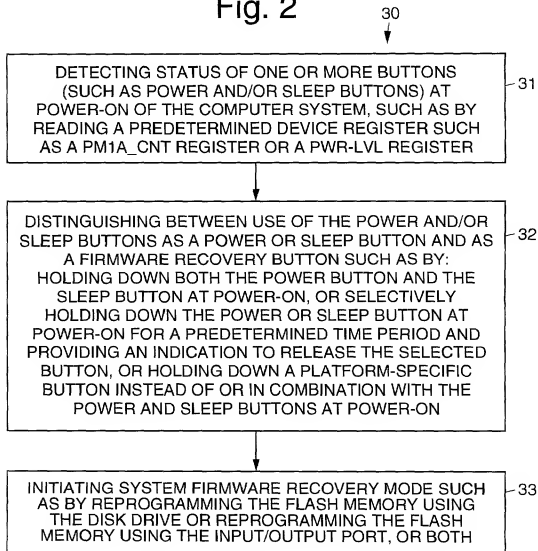 Fig. 2
30
DETECTING STATUS OF ONE OR MORE BUTTONS
(SUCH AS POWER AND/OR SLEEP BUTTONS) AT
POWER-ON OF THE COMPUTER SYSTEM, SUCH AS BY
READING A PREDETERMINED DEVICE REGISTER SUCH
AS A PM1A_CNT REGISTER OR A PWR-LVL REGISTER
31
DISTINGUISHING BETWEEN USE OF THE POWER AND/OR
SLEEP BUTTONS AS A POWER OR SLEEP BUTTON AND AS
A FIRMWARE RECOVERY BUTTON SUCH AS BY:
HOLDING DOWN BOTH THE POWER BUTTON AND THE
SLEEP BUTTON AT POWER-ON, OR SELECTIVELY
HOLDING DOWN THE POWER OR SLEEP BUTTON AT
POWER-ON FOR A PREDETERMINED TIME PERIOD AND
PROVIDING AN INDICATION TO RELEASE THE SELECTED
BUTTON, OR HOLDING DOWN A PLATFORM-SPECIFIC
BUTTON INSTEAD OF OR IN COMBINATION WITH THE
POWER AND SLEEP BUTTONS AT POWER-ON
32
INITIATING SYSTEM FIRMWARE RECOVERY MODE SUCH
AS BY REPROGRAMMING THE FLASH MEMORY USING
THE DISK DRIVE OR REPROGRAMMING THE FLASH
MEMORY USING THE INPUT/OUTPUT PORT, OR BOTH
33